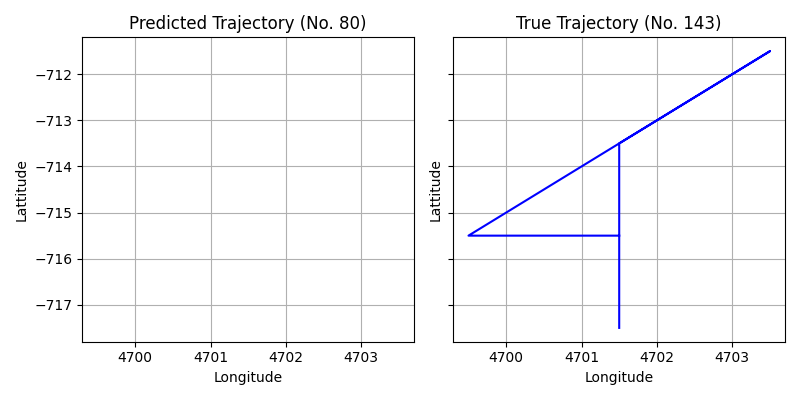 Predicted Trajectory (No. 80)
Lattitude
−712
−713
−714
−715
−716
−717
4700
4701
4702
4703
Longitude
True Trajectory (No. 143)
Lattitude
4700
4701
4702
4703
Longitude